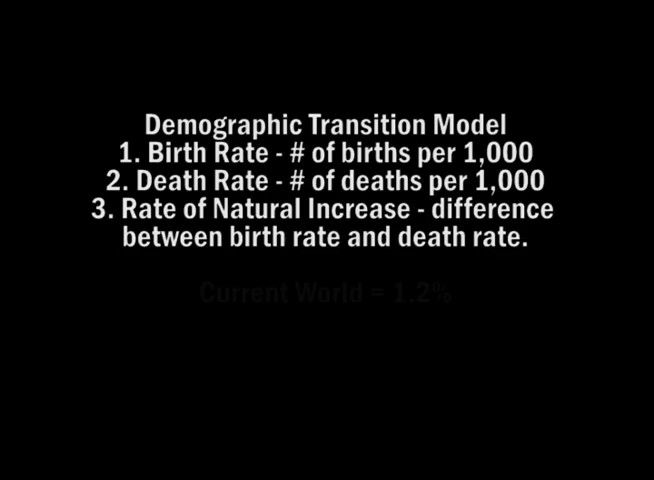 Demographic Transition Model
1. Birth Rate - # of births per 1,000
2. Death Rate - # of deaths per 1,000
3. Rate of Natural Increase - difference
between birth rate and death rate.
Current World = 1.2%